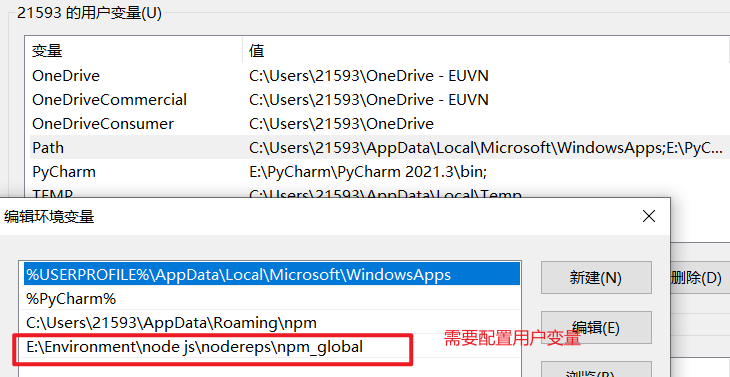 21593 的用户变量(U)
变量 值
OneDrive C:\Users\21593\OneDrive - EUVN
OneDriveCommercial C:\Users\21593\OneDrive - EUVN
OneDriveConsumer C:\Users\21593\OneDrive
Path C:\Users\21593\AppData\Local\Microsoft\WindowsApps;E:\PyC...
PyCharm E:\PyCharm\PyCharm 2021.3\bin;
TEMP C:\Users\21593\AppData\Local\Temp
编辑环境变量
%USERPROFILE%\AppData\Local\Microsoft\WindowsApps
新建(N)
删除(D)
%PyCharm%
C:\Users\21593\AppData\Roaming\npm
编辑(E)
需要配置用户变量
E:\Environment\node js\nodereps\npm_global
浏览(B)